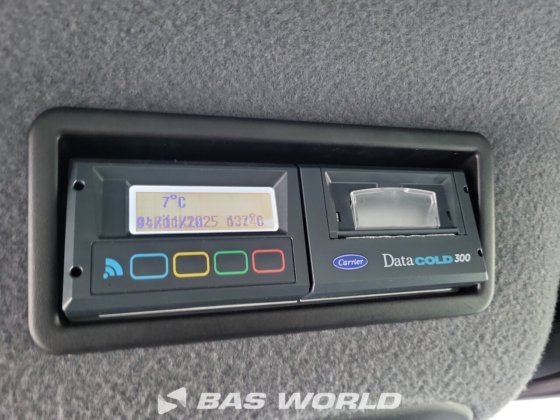 7°C
Carrier
DataCOLD 300
BAS WORLD